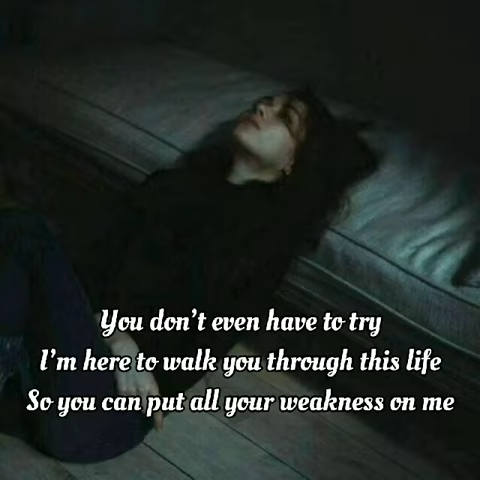 You don't even have to try
I'm here to walk you through this life
So you can put all your weakness on me